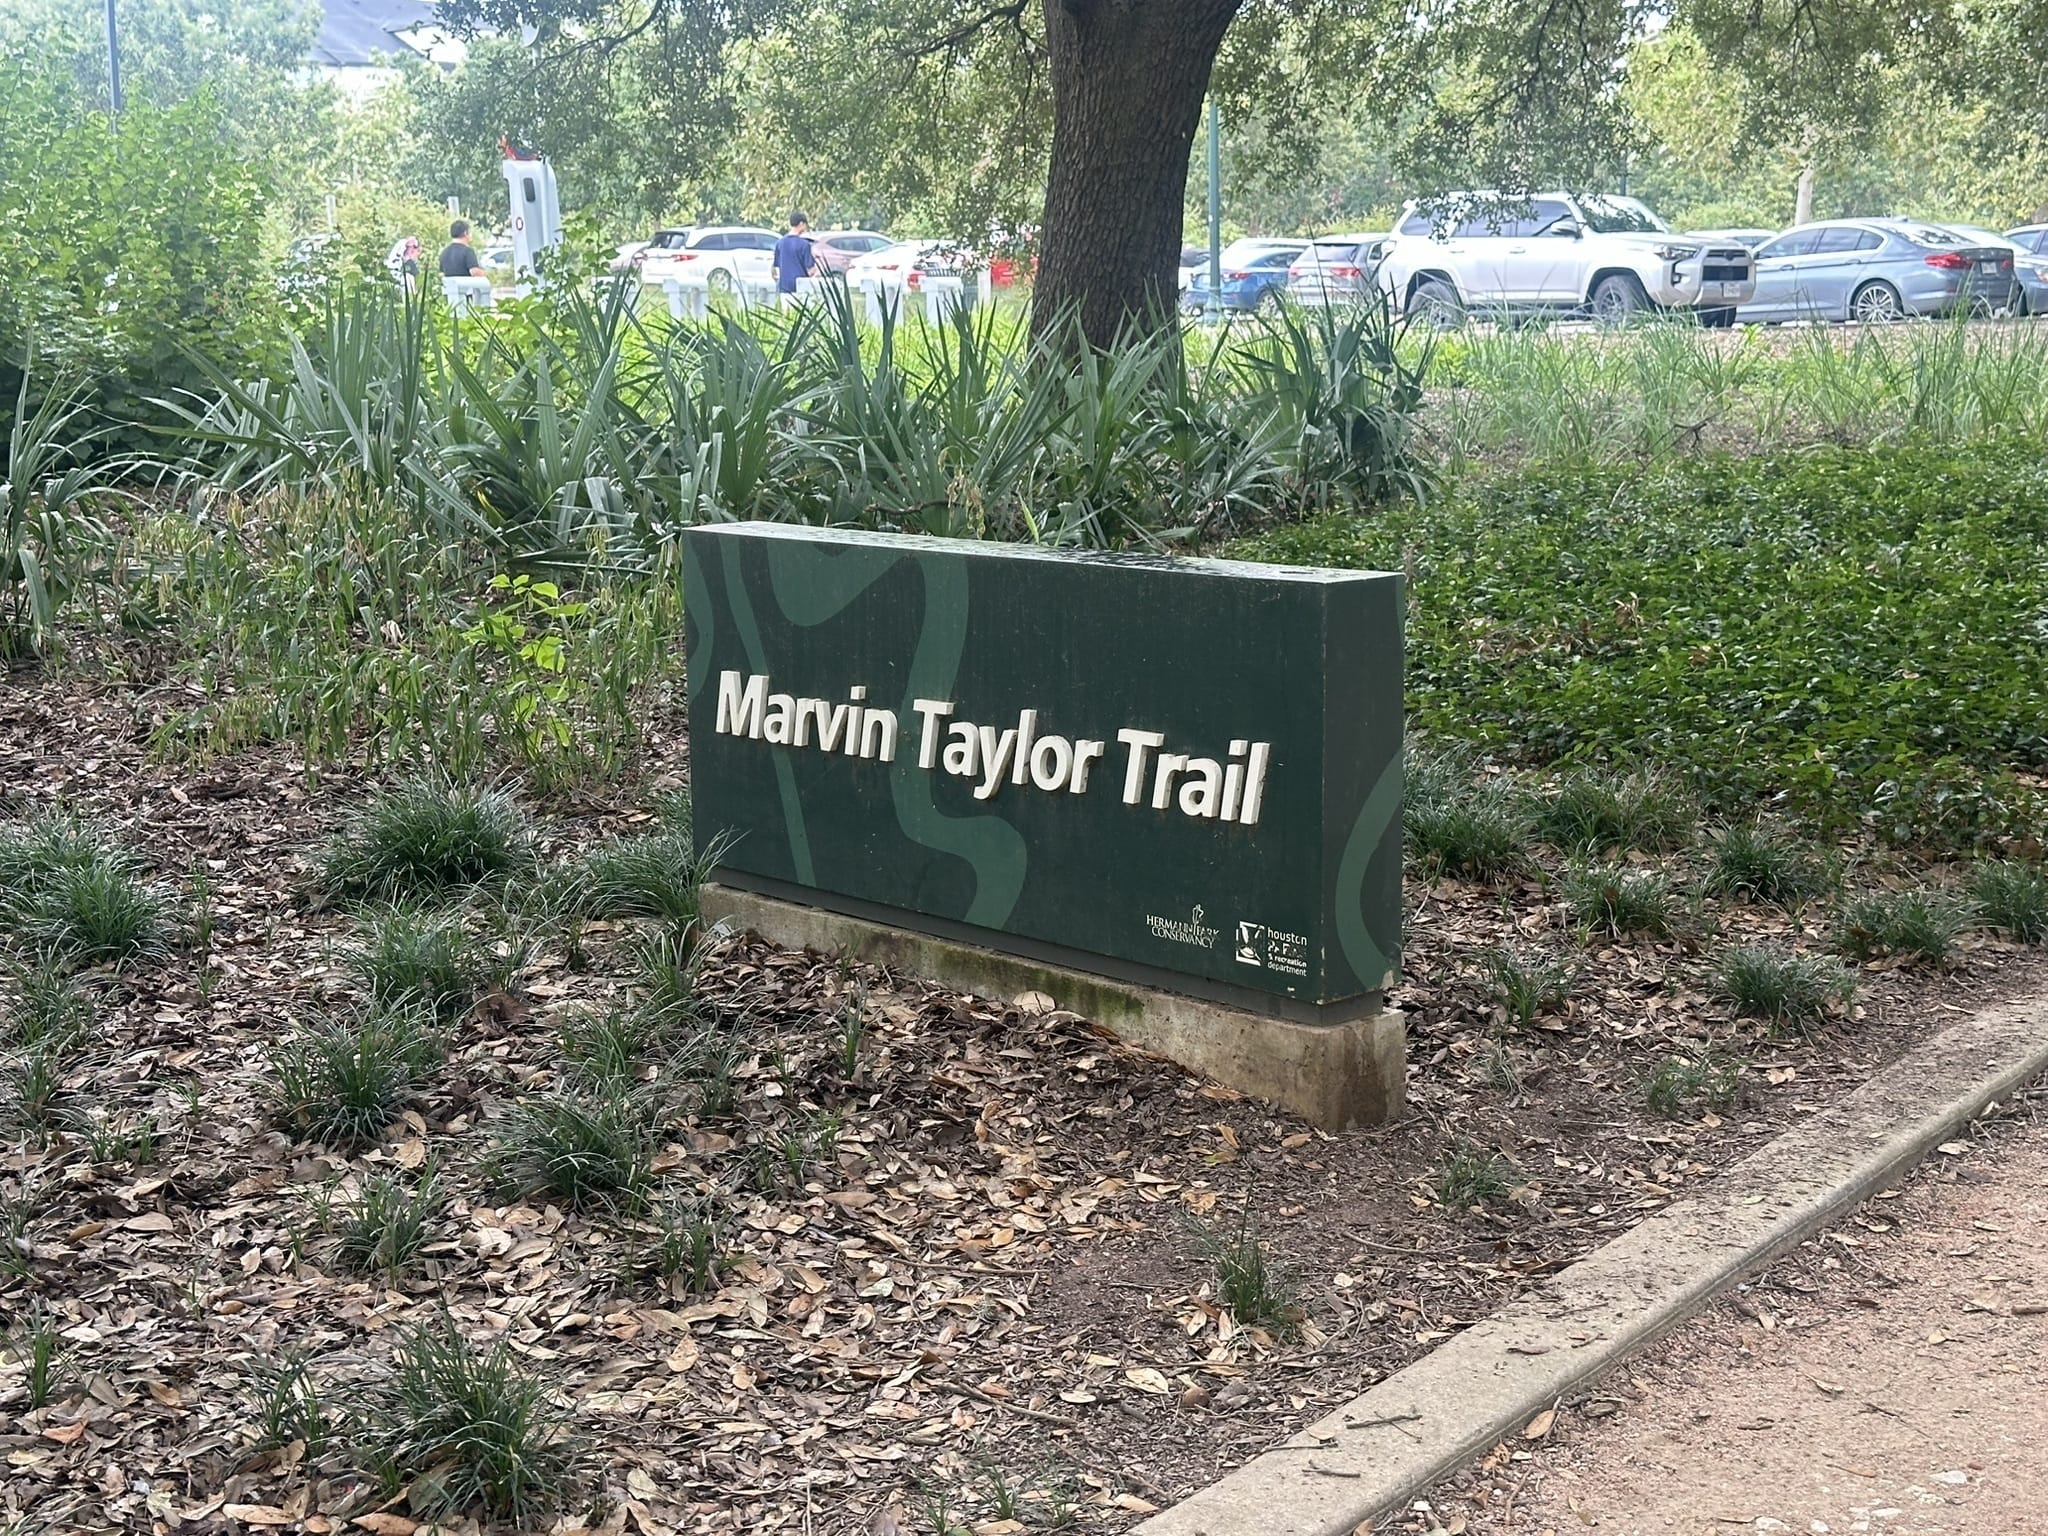 Marvin Taylor Trail
HERMANN PARK
CONSERVANCY
houston
& recreation
department